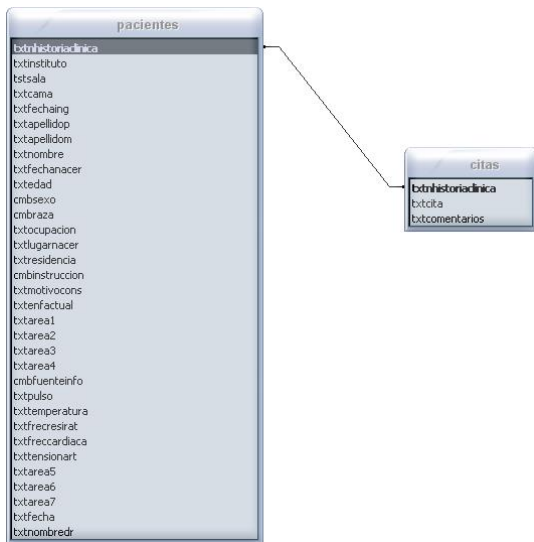 pacientes
txtnhistoriaclinica
txtinstituto
tstsala
txtcama
txtfechaing
txtapellidop
txtapellidom
txtnombre
txtfechanacer
txtedad
cmbsexo
cmbraza
txtocupacion
txtlugarnacer
txtresidencia
cmbinstruccion
txtmotivocons
txtenfactual
txtarea1
txtarea2
txtarea3
txtarea4
cmbfuenteinfo
txtpulso
txttemperatura
txtfrecresirat
txtfreccardiaca
txttensionart
txtarea5
txtarea6
txtarea7
txtfecha
txtnombredr
citas
txtnhistoriaclinica
txtcita
txtcomentarios